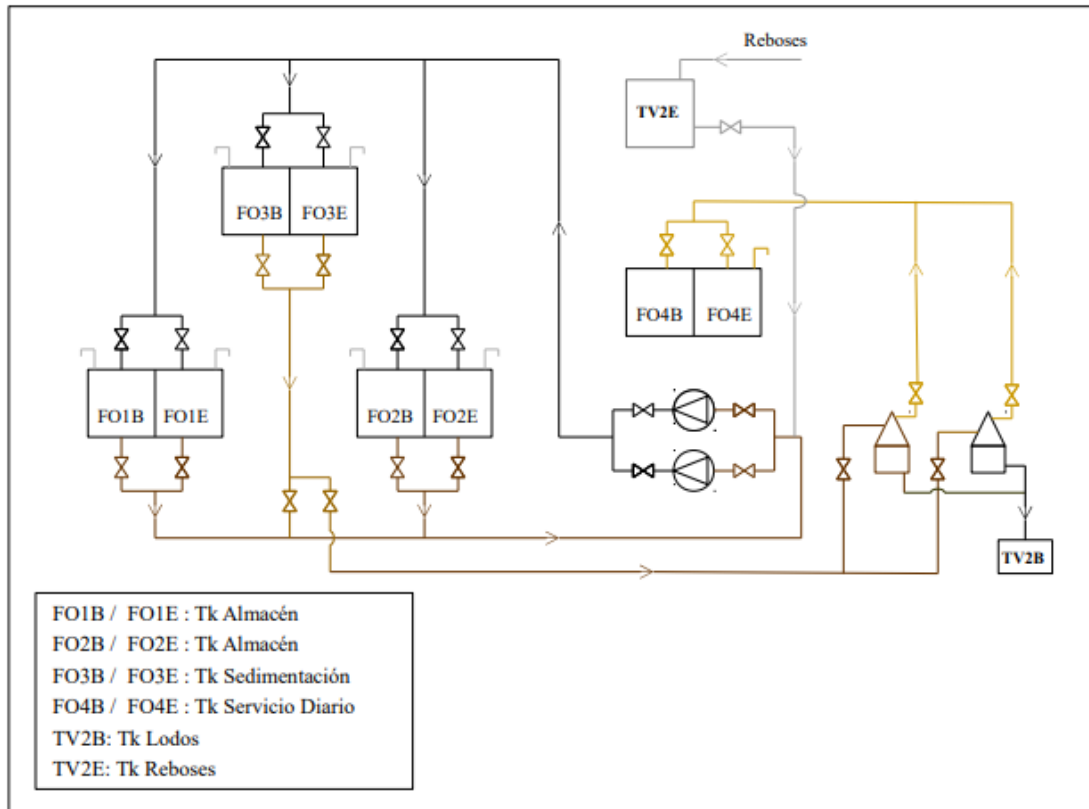 Reboses
TV2E
FO3B FO3E
FO4B FO4E
FO1B FO1E
FO2B FO2E
TV2B
FO1B / FO1E : Tk Almacén
FO2B / FO2E : Tk Almacén
FO3B / FO3E : Tk Sedimentación
FO4B / FO4E : Tk Servicio Diario
TV2B: Tk Lodos
TV2E: Tk Reboses